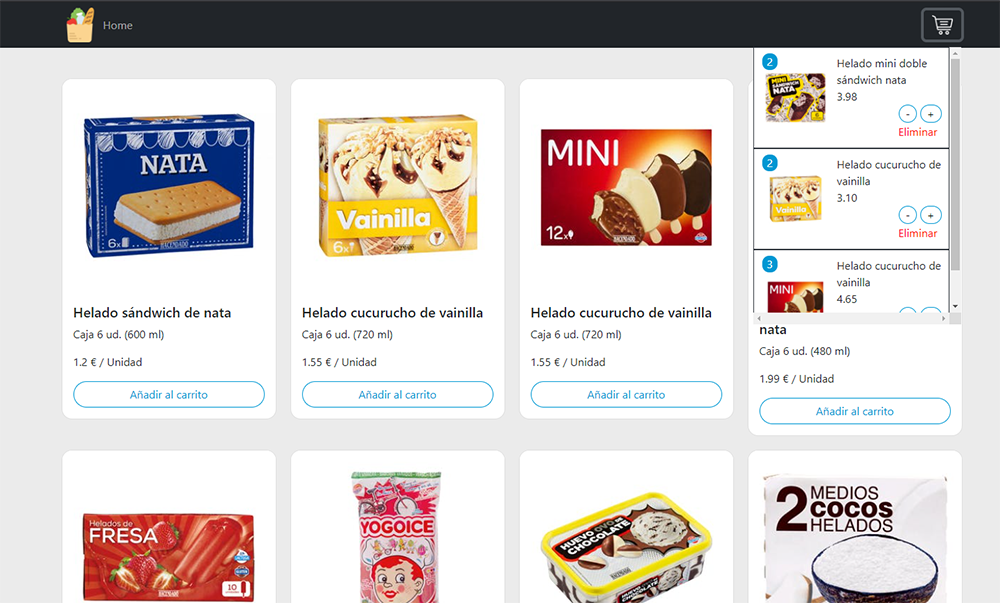 Home
2
Helado mini doble
sándwich nata
3.98
-
+
Eliminar
MINI
SÁNDWICH
NATA
2
Helado cucurucho de
vainilla
3.10
-
+
Eliminar
Vainilla
3
Helado cucurucho de
vainilla
4.65
MINI
NATA
6x
HACENDADO
Helado sándwich de nata
Caja 6 ud. (600 ml)
1.2 € / Unidad
Añadir al carrito
Vainilla
6x
HACENDADO
Helado cucurucho de vainilla
Caja 6 ud. (720 ml)
1.55 € / Unidad
Añadir al carrito
MINI
12x
HACENDADO
Helado cucurucho de vainilla
Caja 6 ud. (720 ml)
1.55 € / Unidad
Añadir al carrito
nata
Caja 6 ud. (480 ml)
1.99 € / Unidad
Añadir al carrito
Helados de
FRESA
10
HACENDADO
YOGOICE
HUEVO OVO DE
CHOCOLATE
HACENDADO
2 MEDIOS
COCOS
HELADOS